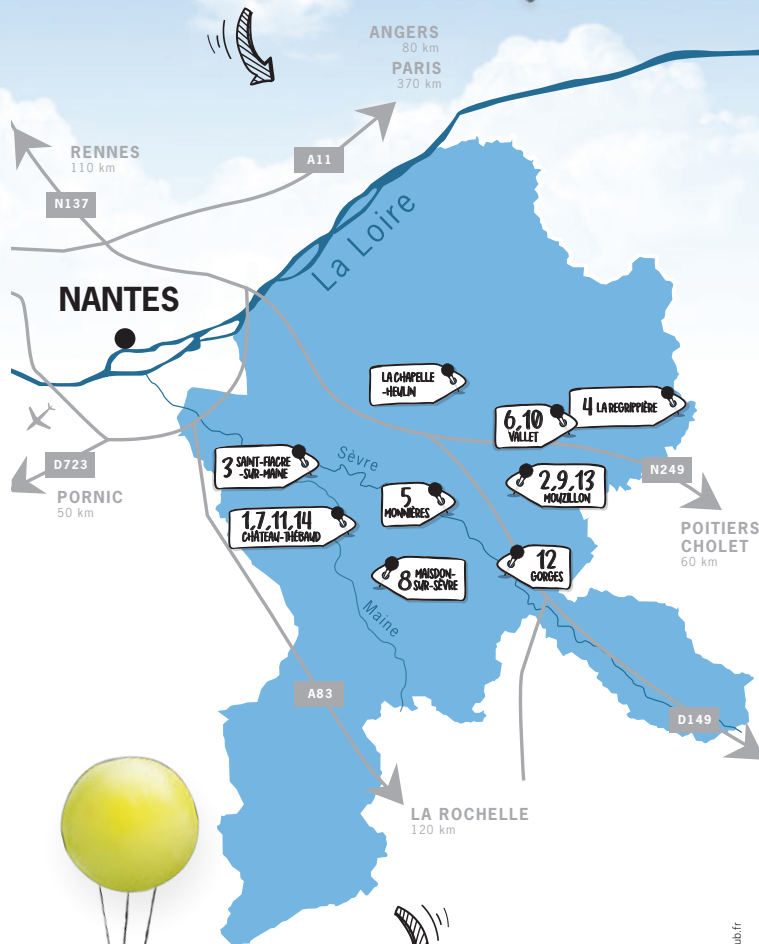 ANGERS
80 km
PARIS
370 km
RENNES
110 km
A11
N137
La Loire
NANTES
LA CHAPELLE
-HEULIN
4 LA REGRIPPIÈRE
6,10
VALLET
Sèvre
3 SAINT-FIACRE
-SUR-MAINE
D723
N249
PORNIC
50 km
2,9,13
MOUZILLON
5
MONNIÈRES
1,7,11,14
CHÂTEAU-THÉBAUD
POITIERS
CHOLET
60 km
12
GORGES
8 MAISDON-
SUR-SÈVRE
Maine
A83
D149
LA ROCHELLE
120 km
ub.fr